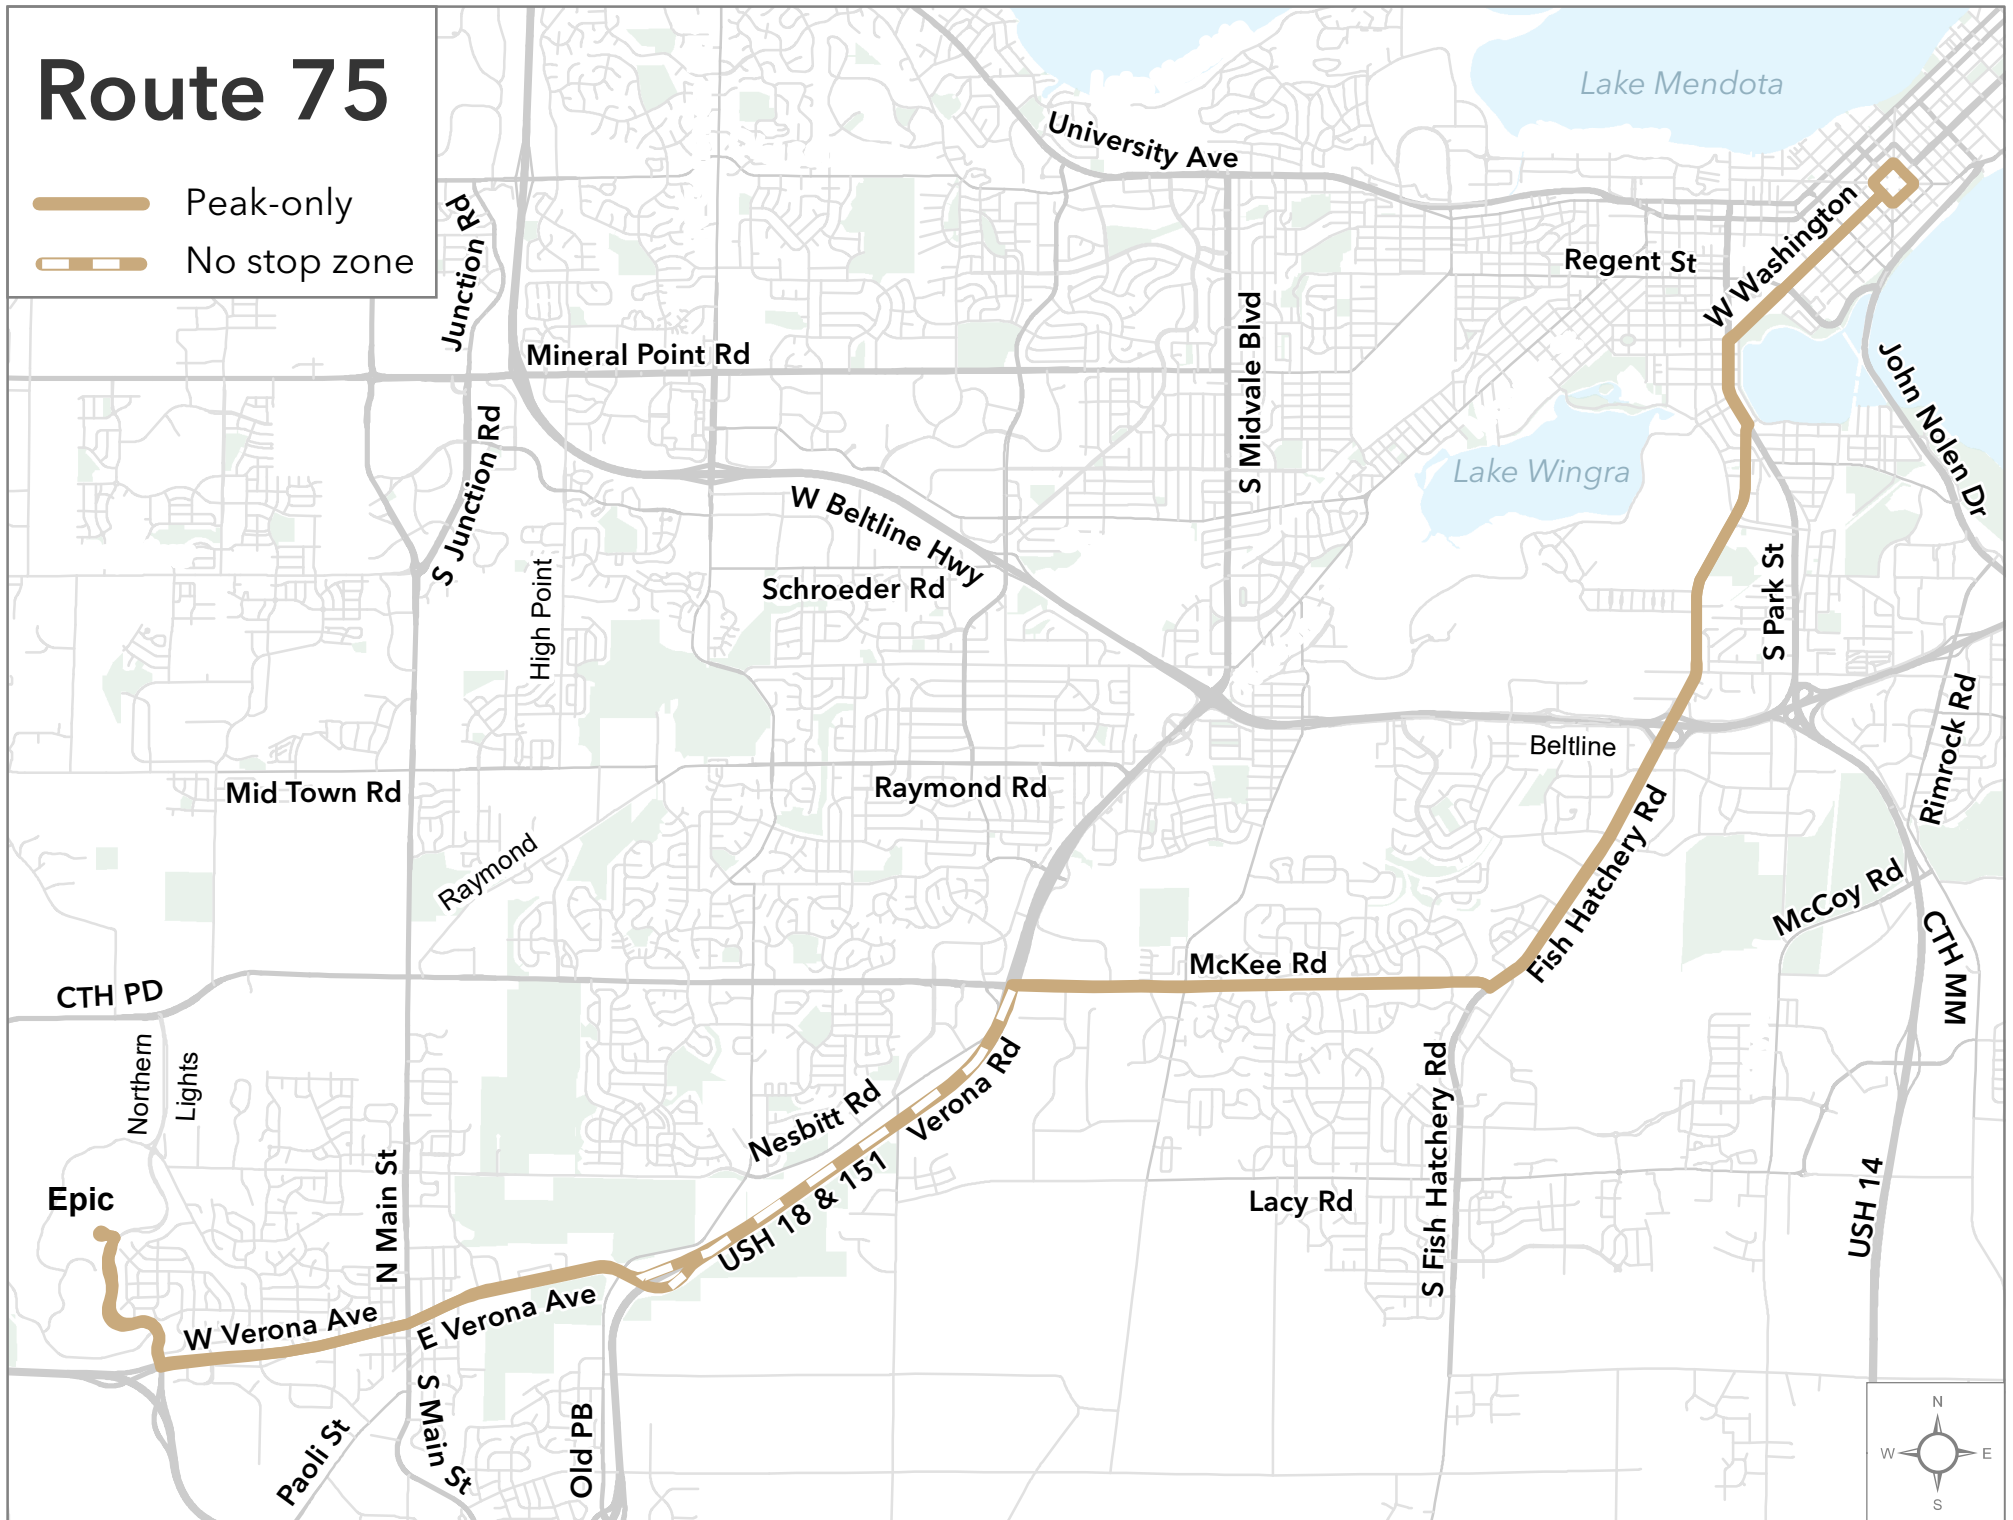 Route 75
Peak-only
No stop zone
Lake Mendota
University Ave
Junction Rd
W Washington
Regent St
Mineral Point Rd
S Midvale Blvd
John Nolen Dr
S Junction Rd
Lake Wingra
W Beltline Hwy
High Point
Schroeder Rd
S Park St
Rimrock Rd
Beltline
Mid Town Rd
Raymond Rd
Raymond
Fish Hatchery Rd
McCoy Rd
CTH MM
McKee Rd
CTH PD
Northern
Lights
Nesbitt Rd
Verona Rd
USH 18 & 151
S Fish Hatchery Rd
Lacy Rd
USH 14
Epic
N Main St
W Verona Ave
E Verona Ave
S Main St
Paoli St
Old PB
N
W
E
S